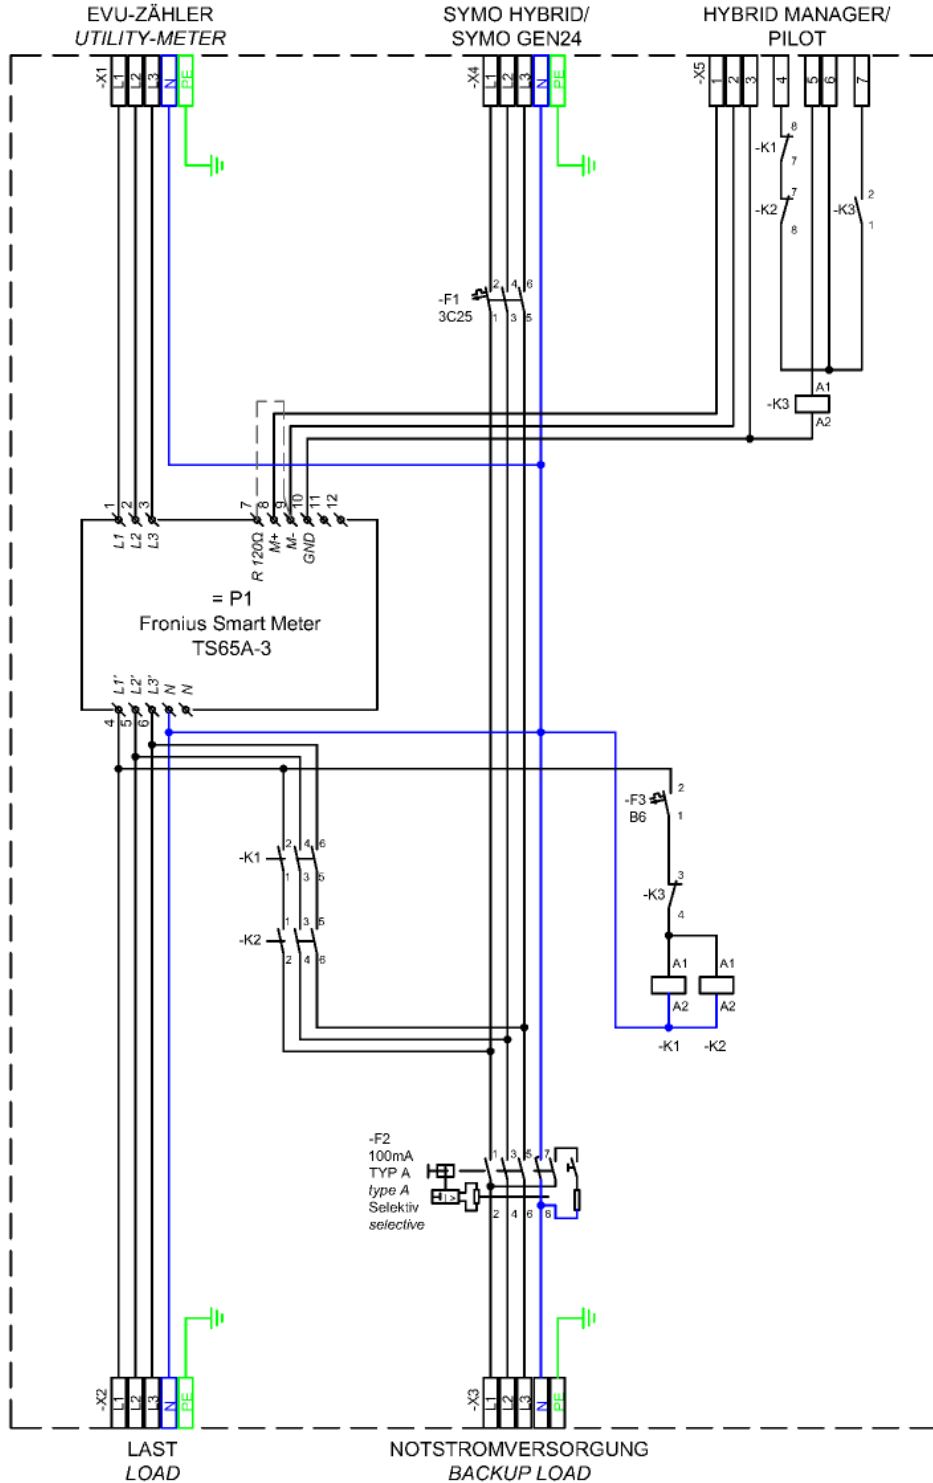 EVU-ZÄHLER
UTILITY-METER
SYMO HYBRID/
SYMO GEN24
HYBRID MANAGER/
PILOT
-X1 L1 L2 L3 N PE
-X4 L1 L2 L3 N PE
-X5 1 2 3 4 5 6 7
8
-K1
7
7
-K2
8
2
-K3
1
2 4 6
-F1
3C25
1 3 5
A1
-K3
A2
1 2 3 7 8 9 10 11 12
L1 L2 L3 R 120Ω M+ M- GND
= P1
Fronius Smart Meter
TS65A-3
L1' L2' L3' N N
4 5 6
2
-F3
B6
1
2 4 6
-K1
1 3 5
3
-K3
4
1 3 5
-K2
2 4 6
A1 A1
A2 A2
-K1 -K2
-F2
100mA
TYP A
type A
Selektiv
selective
1 3 5 7
I >
2 4 6 8
-X2 L1 L2 L3 N PE
-X3 L1 L2 L3 N PE
LAST
LOAD
NOTSTROMVERSORGUNG
BACKUP LOAD